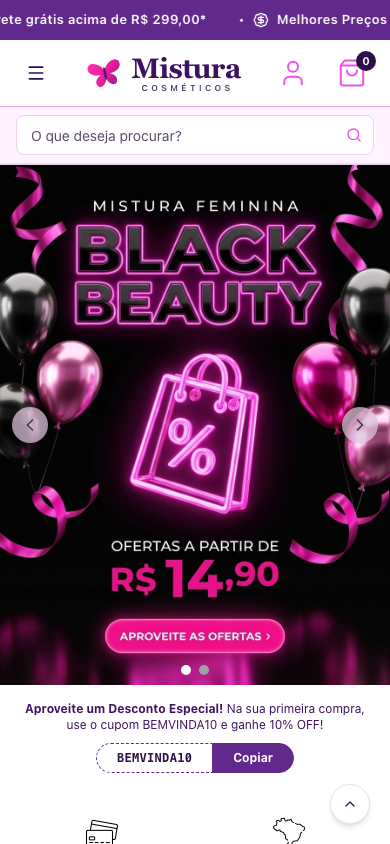 rete grátis acima de R$ 299,00* • Melhores Preços
Mistura
COSMÉTICOS
0
O que deseja procurar?
MISTURA FEMININA
BLACK
BEAUTY
%
OFERTAS A PARTIR DE
R$ 14,90
APROVEITE AS OFERTAS >
Aproveite um Desconto Especial! Na sua primeira compra,
use o cupom BEMVINDA10 e ganhe 10% OFF!
BEMVINDA10 Copiar